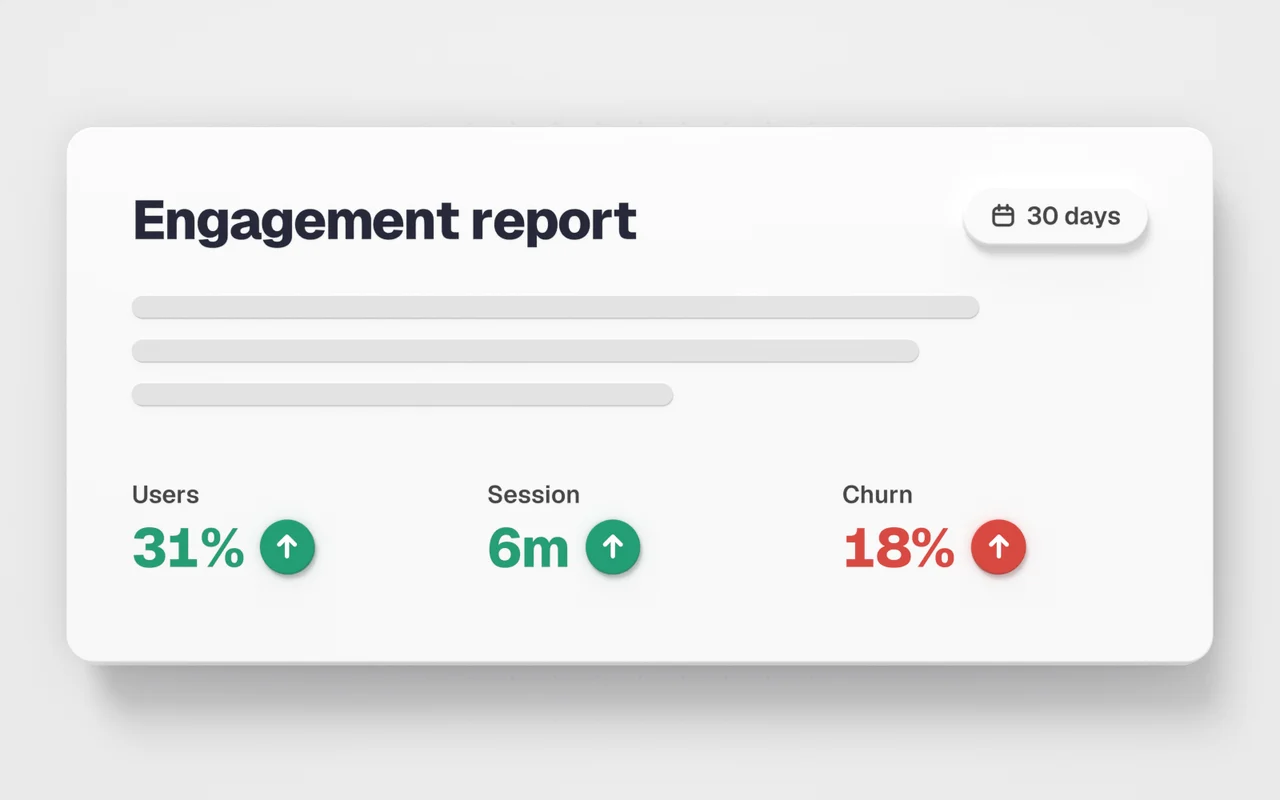 Engagement report
30 days
Users
Session
Churn
31%
6m
18%